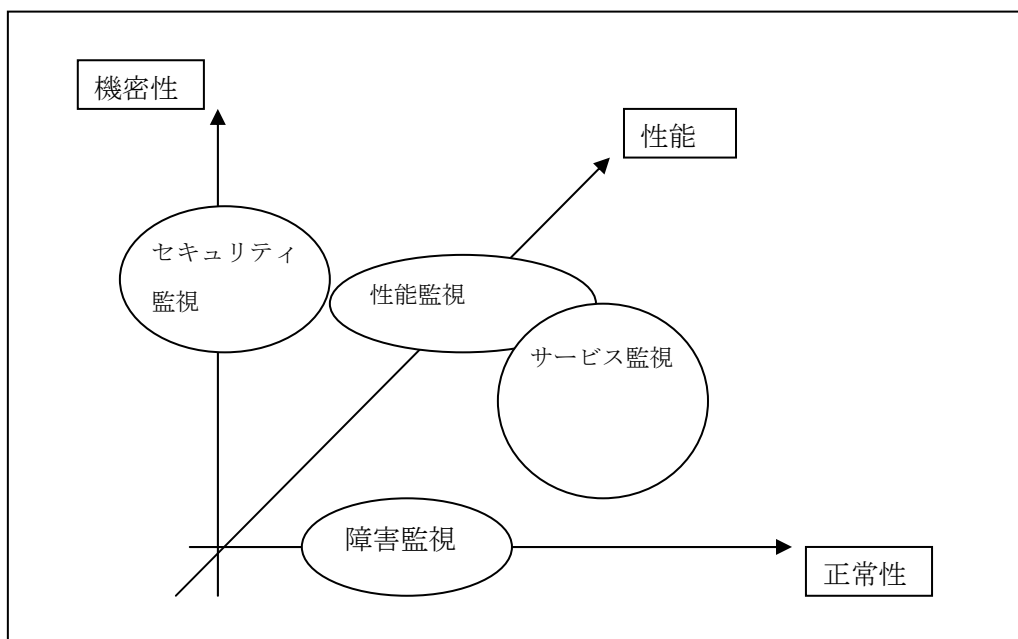 機密性
性能
セキュリティ
監視
性能監視
サービス監視
障害監視
正常性